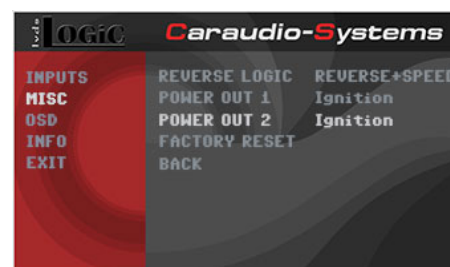 lvds LOGiC Caraudio-Systems
INPUTS REVERSE LOGIC REVERSE+SPEED
MISC POWER OUT 1 Ignition
OSD POWER OUT 2 Ignition
INFO FACTORY RESET
EXIT BACK